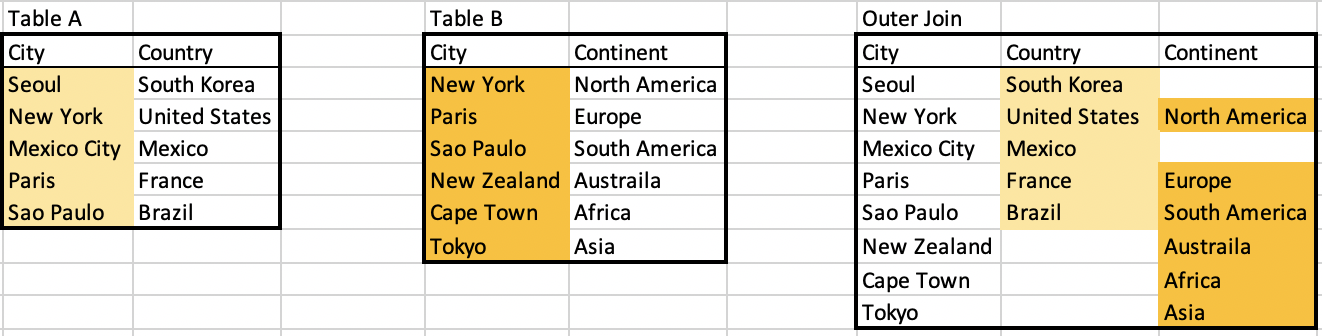 Table A Table B Outer Join
City Country City Continent City Country Continent
Seoul South Korea New York North America Seoul South Korea
New York United States Paris Europe New York United States North America
Mexico City Mexico Sao Paulo South America Mexico City Mexico
Paris France New Zealand Austraila Paris France Europe
Sao Paulo Brazil Cape Town Africa Sao Paulo Brazil South America
Tokyo Asia New Zealand Austraila
Cape Town Africa
Tokyo Asia